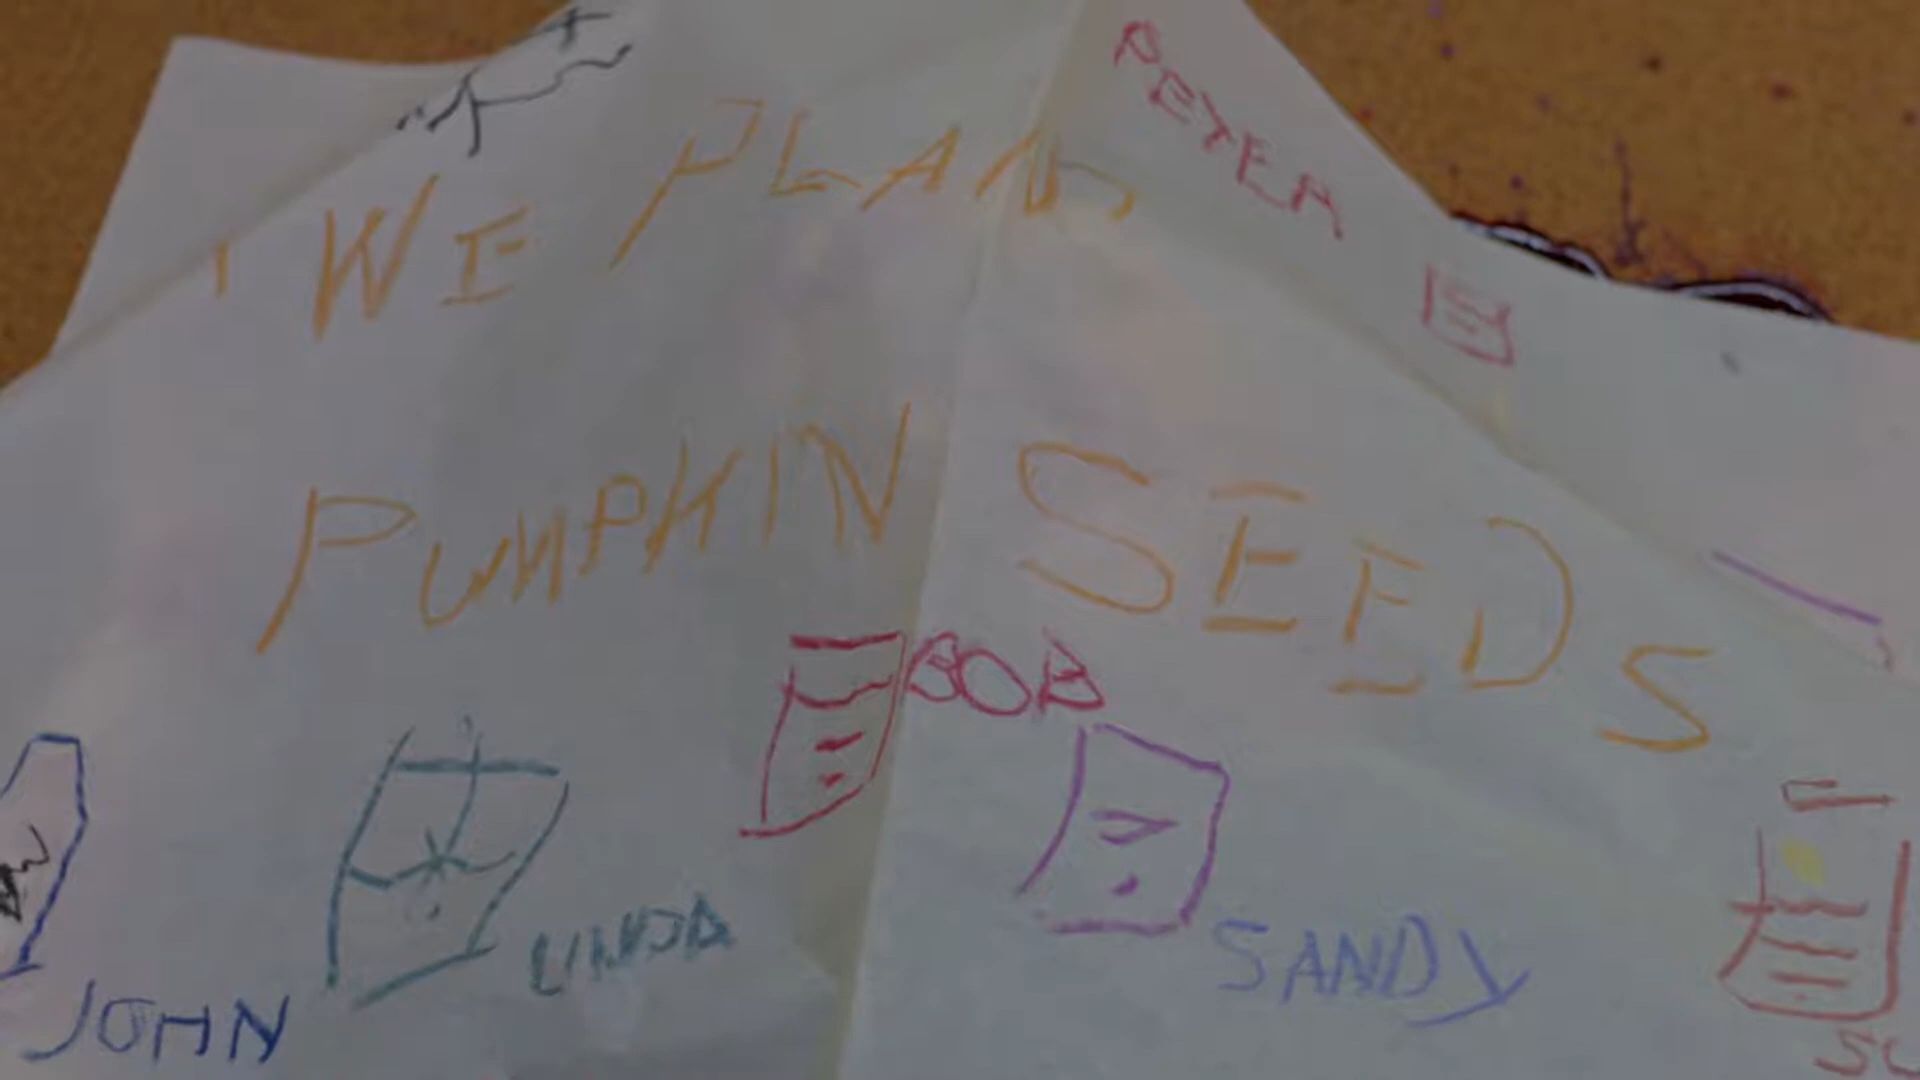 WE PLAN
PETER
PUMPKIN SEEDS
BOB
LINDA
SANDY
JOHN